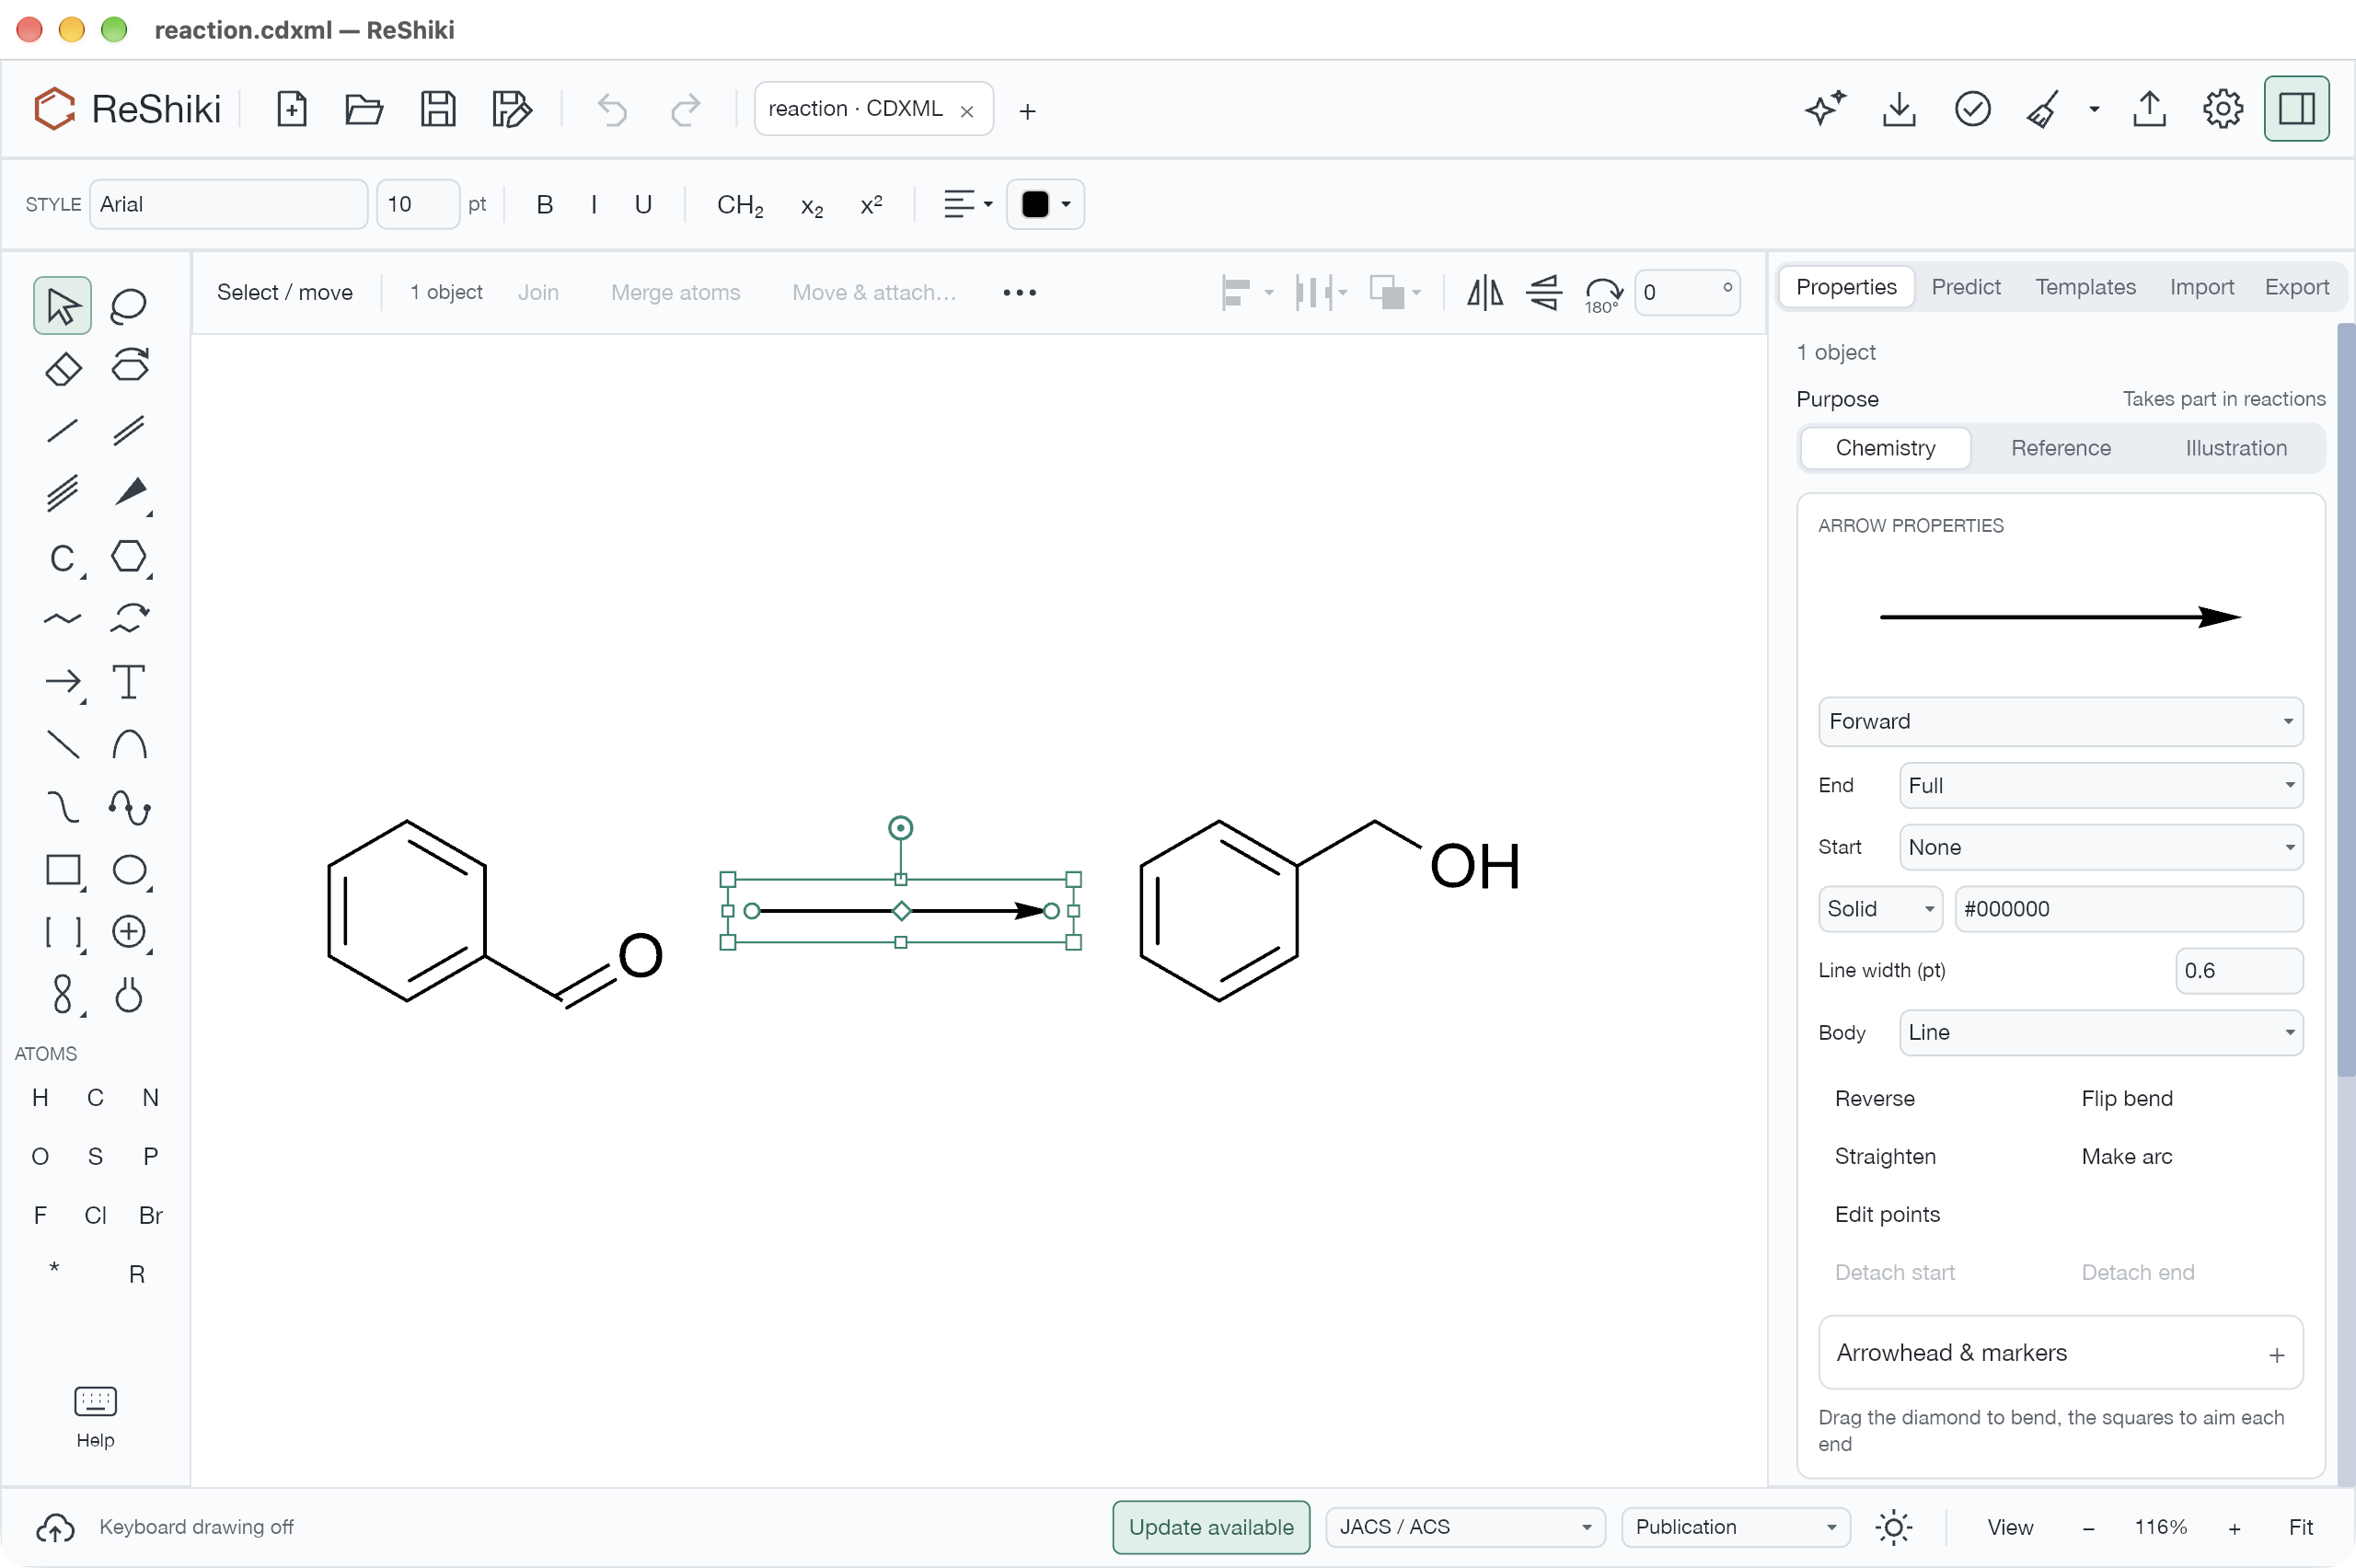 reaction.cdxml — ReShiki
ReShiki
reaction · CDXML × +
STYLE Arial 10 pt B I U CH₂ x₂ x²
Select / move 1 object Join Merge atoms Move & attach… ••• 180° 0 °
Properties Predict Templates Import Export
1 object
Purpose Takes part in reactions
Chemistry Reference Illustration
ARROW PROPERTIES
Forward
End Full
Start None
Solid #000000
Line width (pt) 0.6
Body Line
Reverse Flip bend
Straighten Make arc
Edit points
Detach start Detach end
Arrowhead & markers +
Drag the diamond to bend, the squares to aim each
end
C
T
[ ]
O
OH
ATOMS
H C N
O S P
F Cl Br
* R
Help
Keyboard drawing off
Update available JACS / ACS Publication View – 116% + Fit